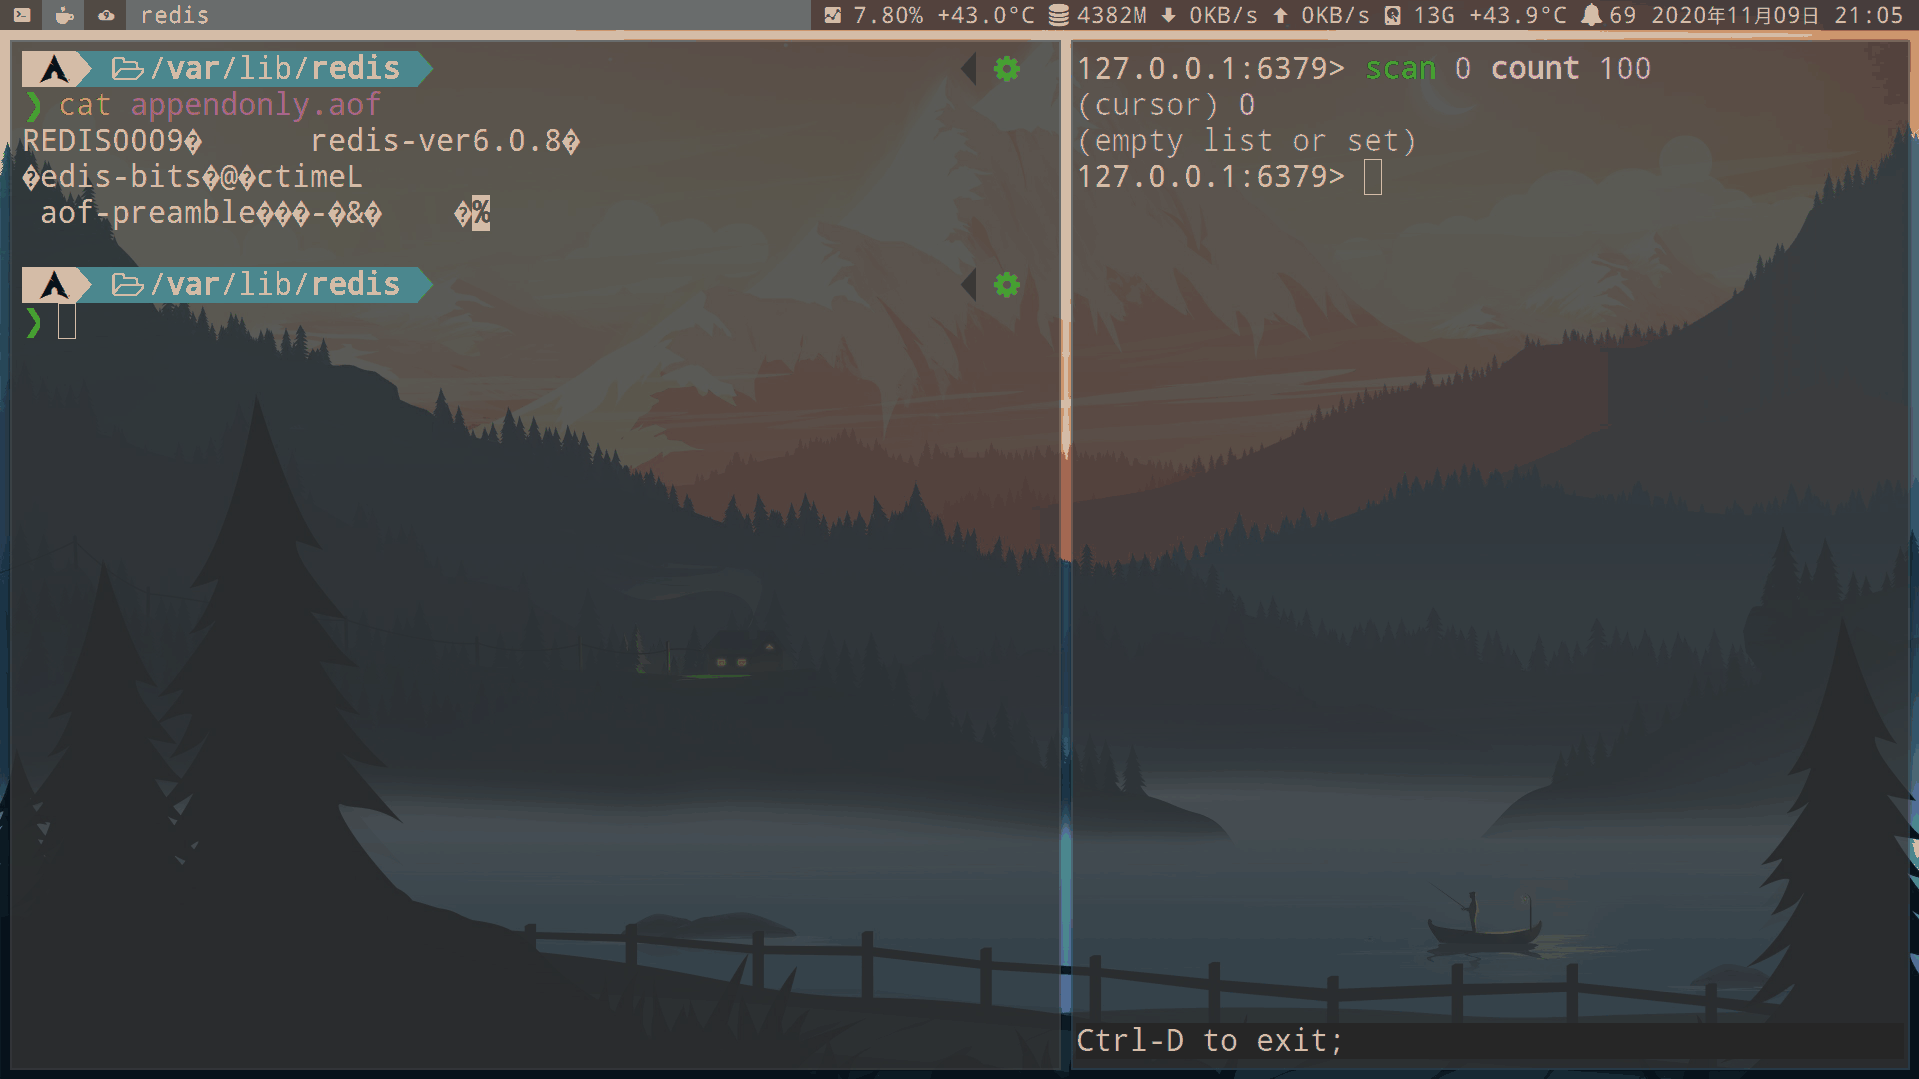 redis 7.80% +43.0°C 4382M 0KB/s 0KB/s 13G +43.9°C 69 2020年11月09日 21:05
/var/lib/redis
❯ cat appendonly.aof
REDIS0009� redis-ver6.0.8�
�edis-bits�@�ctimeL
aof-preamble���-�&� �%
/var/lib/redis
❯
127.0.0.1:6379> scan 0 count 100
(cursor) 0
(empty list or set)
127.0.0.1:6379>
Ctrl-D to exit;